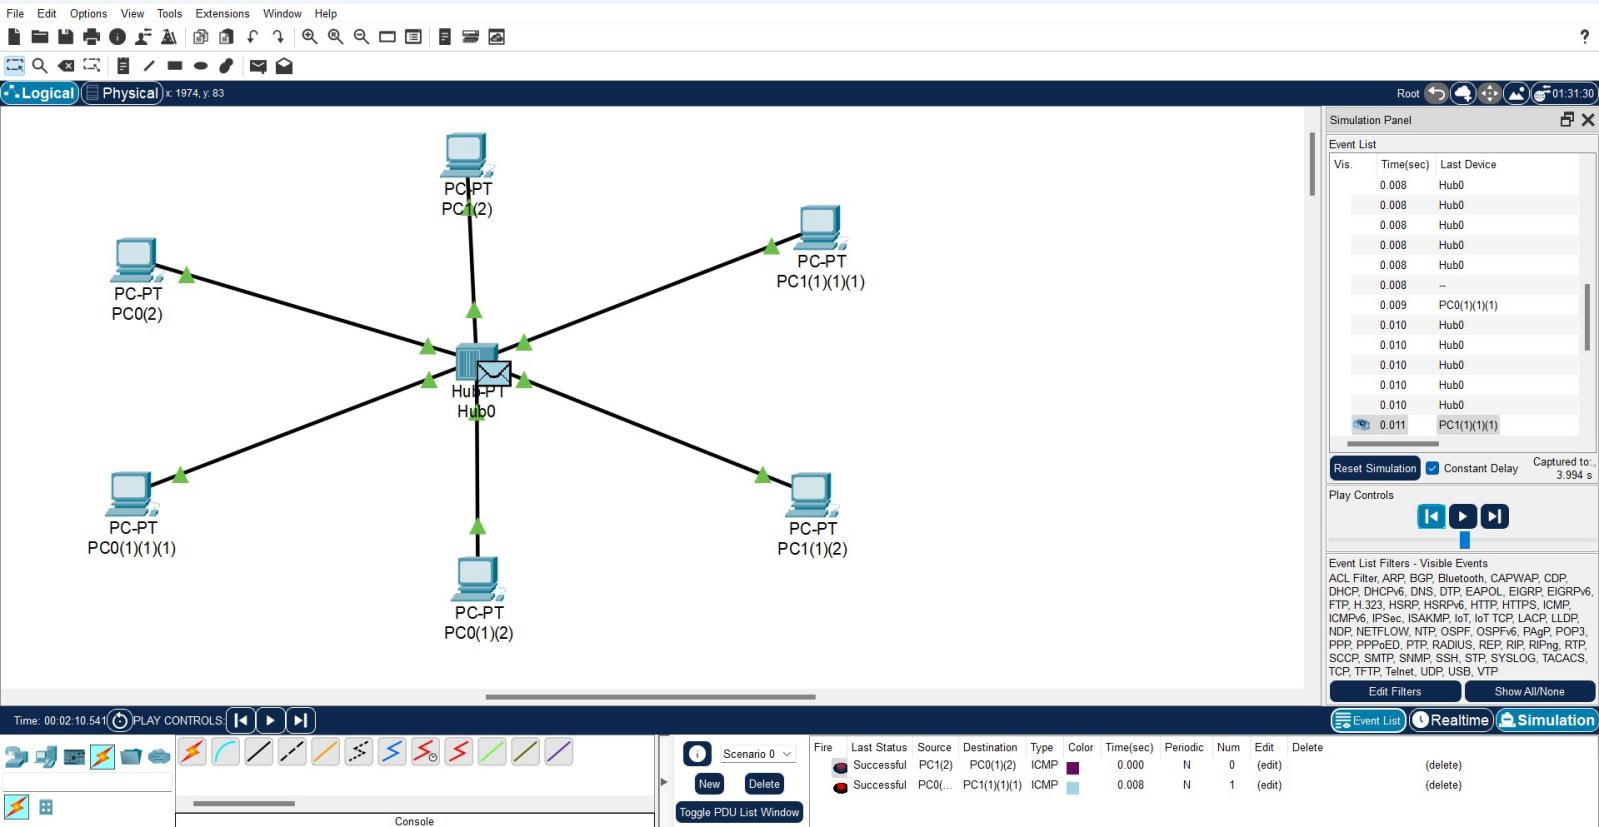 File Edit Options View Tools Extensions Window Help
?
Logical Physical x: 1974, y: 83 Root 01:31:30
PC-PT
PC1(2)
PC-PT
PC1(1)(1)(1)
PC-PT
PC0(2)
Hub-PT
Hub0
PC-PT
PC0(1)(1)(1)
PC-PT
PC1(1)(2)
PC-PT
PC0(1)(2)
Simulation Panel
Event List
Vis. Time(sec) Last Device
0.008 Hub0
0.008 Hub0
0.008 Hub0
0.008 Hub0
0.008 Hub0
0.008 --
0.009 PC0(1)(1)(1)
0.010 Hub0
0.010 Hub0
0.010 Hub0
0.010 Hub0
0.010 Hub0
0.011 PC1(1)(1)(1)
Reset Simulation Constant Delay Captured to:,
3.994 s
Play Controls
Event List Filters - Visible Events
ACL Filter, ARP, BGP, Bluetooth, CAPWAP, CDP,
DHCP, DHCPv6, DNS, DTP, EAPOL, EIGRP, EIGRPv6,
FTP, H.323, HSRP, HSRPv6, HTTP, HTTPS, ICMP,
ICMPv6, IPSec, ISAKMP, IoT, IoT TCP, LACP, LLDP,
NDP, NETFLOW, NTP, OSPF, OSPFv6, PAgP, POP3,
PPP, PPPoED, PTP, RADIUS, REP, RIP, RIPng, RTP,
SCCP, SMTP, SNMP, SSH, STP, SYSLOG, TACACS,
TCP, TFTP, Telnet, UDP, USB, VTP
Edit Filters Show All/None
Time: 00:02:10.541 PLAY CONTROLS: Event List Realtime Simulation
Scenario 0
New Delete
Toggle PDU List Window
Fire Last Status Source Destination Type Color Time(sec) Periodic Num Edit Delete
Successful PC1(2) PC0(1)(2) ICMP 0.000 N 0 (edit) (delete)
Successful PC0(... PC1(1)(1)(1) ICMP 0.008 N 1 (edit) (delete)
Console